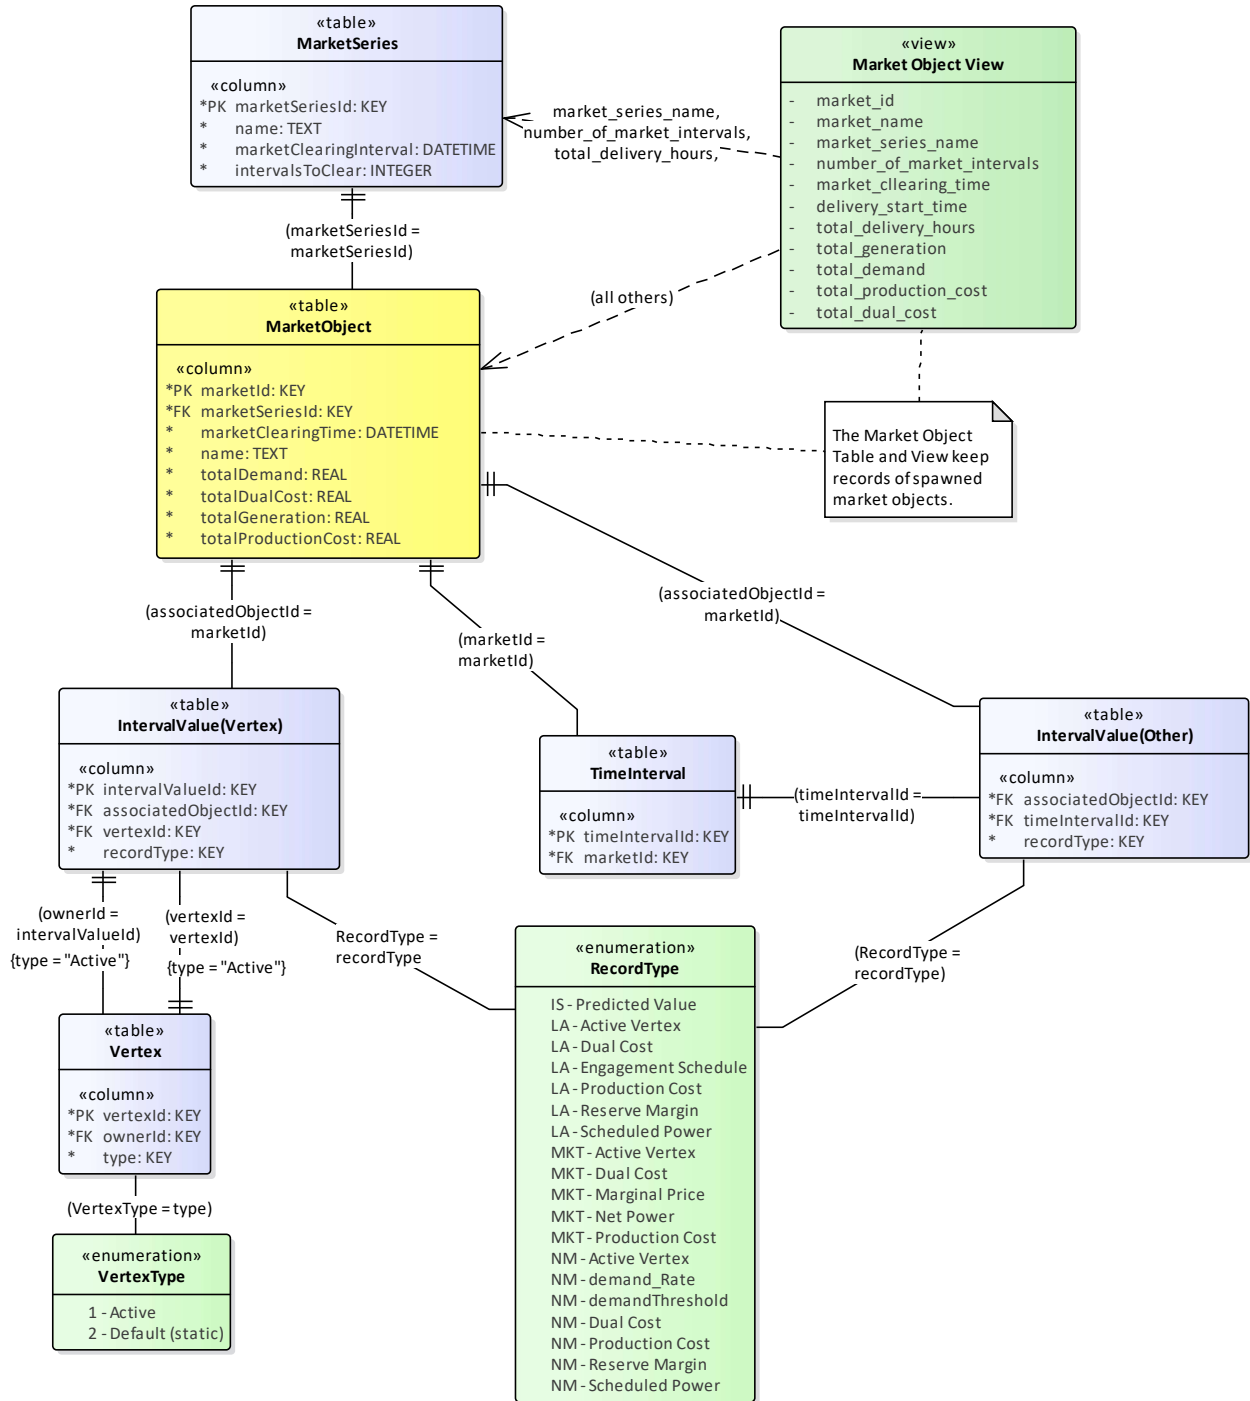 «table»
MarketSeries
«column»
*PK marketSeriesId: KEY
* name: TEXT
* marketClearingInterval: DATETIME
* intervalsToClear: INTEGER
«view»
Market Object View
- market_id
- market_name
- market_series_name
- number_of_market_intervals
- market_cllearing_time
- delivery_start_time
- total_delivery_hours
- total_generation
- total_demand
- total_production_cost
- total_dual_cost
market_series_name,
number_of_market_intervals,
total_delivery_hours,
(marketSeriesId =
marketSeriesId)
(all others)
«table»
MarketObject
«column»
*PK marketId: KEY
*FK marketSeriesId: KEY
* marketClearingTime: DATETIME
* name: TEXT
* totalDemand: REAL
* totalDualCost: REAL
* totalGeneration: REAL
* totalProductionCost: REAL
The Market Object
Table and View keep
records of spawned
market objects.
(associatedObjectId =
marketId)
(marketId =
marketId)
(associatedObjectId =
marketId)
«table»
IntervalValue(Vertex)
«column»
*PK intervalValueId: KEY
*FK associatedObjectId: KEY
*FK vertexId: KEY
* recordType: KEY
«table»
TimeInterval
«column»
*PK timeIntervalId: KEY
*FK marketId: KEY
(timeIntervalId =
timeIntervalId)
«table»
IntervalValue(Other)
«column»
*FK associatedObjectId: KEY
*FK timeIntervalId: KEY
* recordType: KEY
(ownerId =
intervalValueId)
{type = "Active"}
(vertexId =
vertexId)
{type = "Active"}
RecordType =
recordType
(RecordType =
recordType)
«table»
Vertex
«column»
*PK vertexId: KEY
*FK ownerId: KEY
* type: KEY
(VertexType = type)
«enumeration»
VertexType
1 - Active
2 - Default (static)
«enumeration»
RecordType
IS - Predicted Value
LA - Active Vertex
LA - Dual Cost
LA - Engagement Schedule
LA - Production Cost
LA - Reserve Margin
LA - Scheduled Power
MKT - Active Vertex
MKT - Dual Cost
MKT - Marginal Price
MKT - Net Power
MKT - Production Cost
NM - Active Vertex
NM - demand_Rate
NM - demandThreshold
NM - Dual Cost
NM - Production Cost
NM - Reserve Margin
NM - Scheduled Power